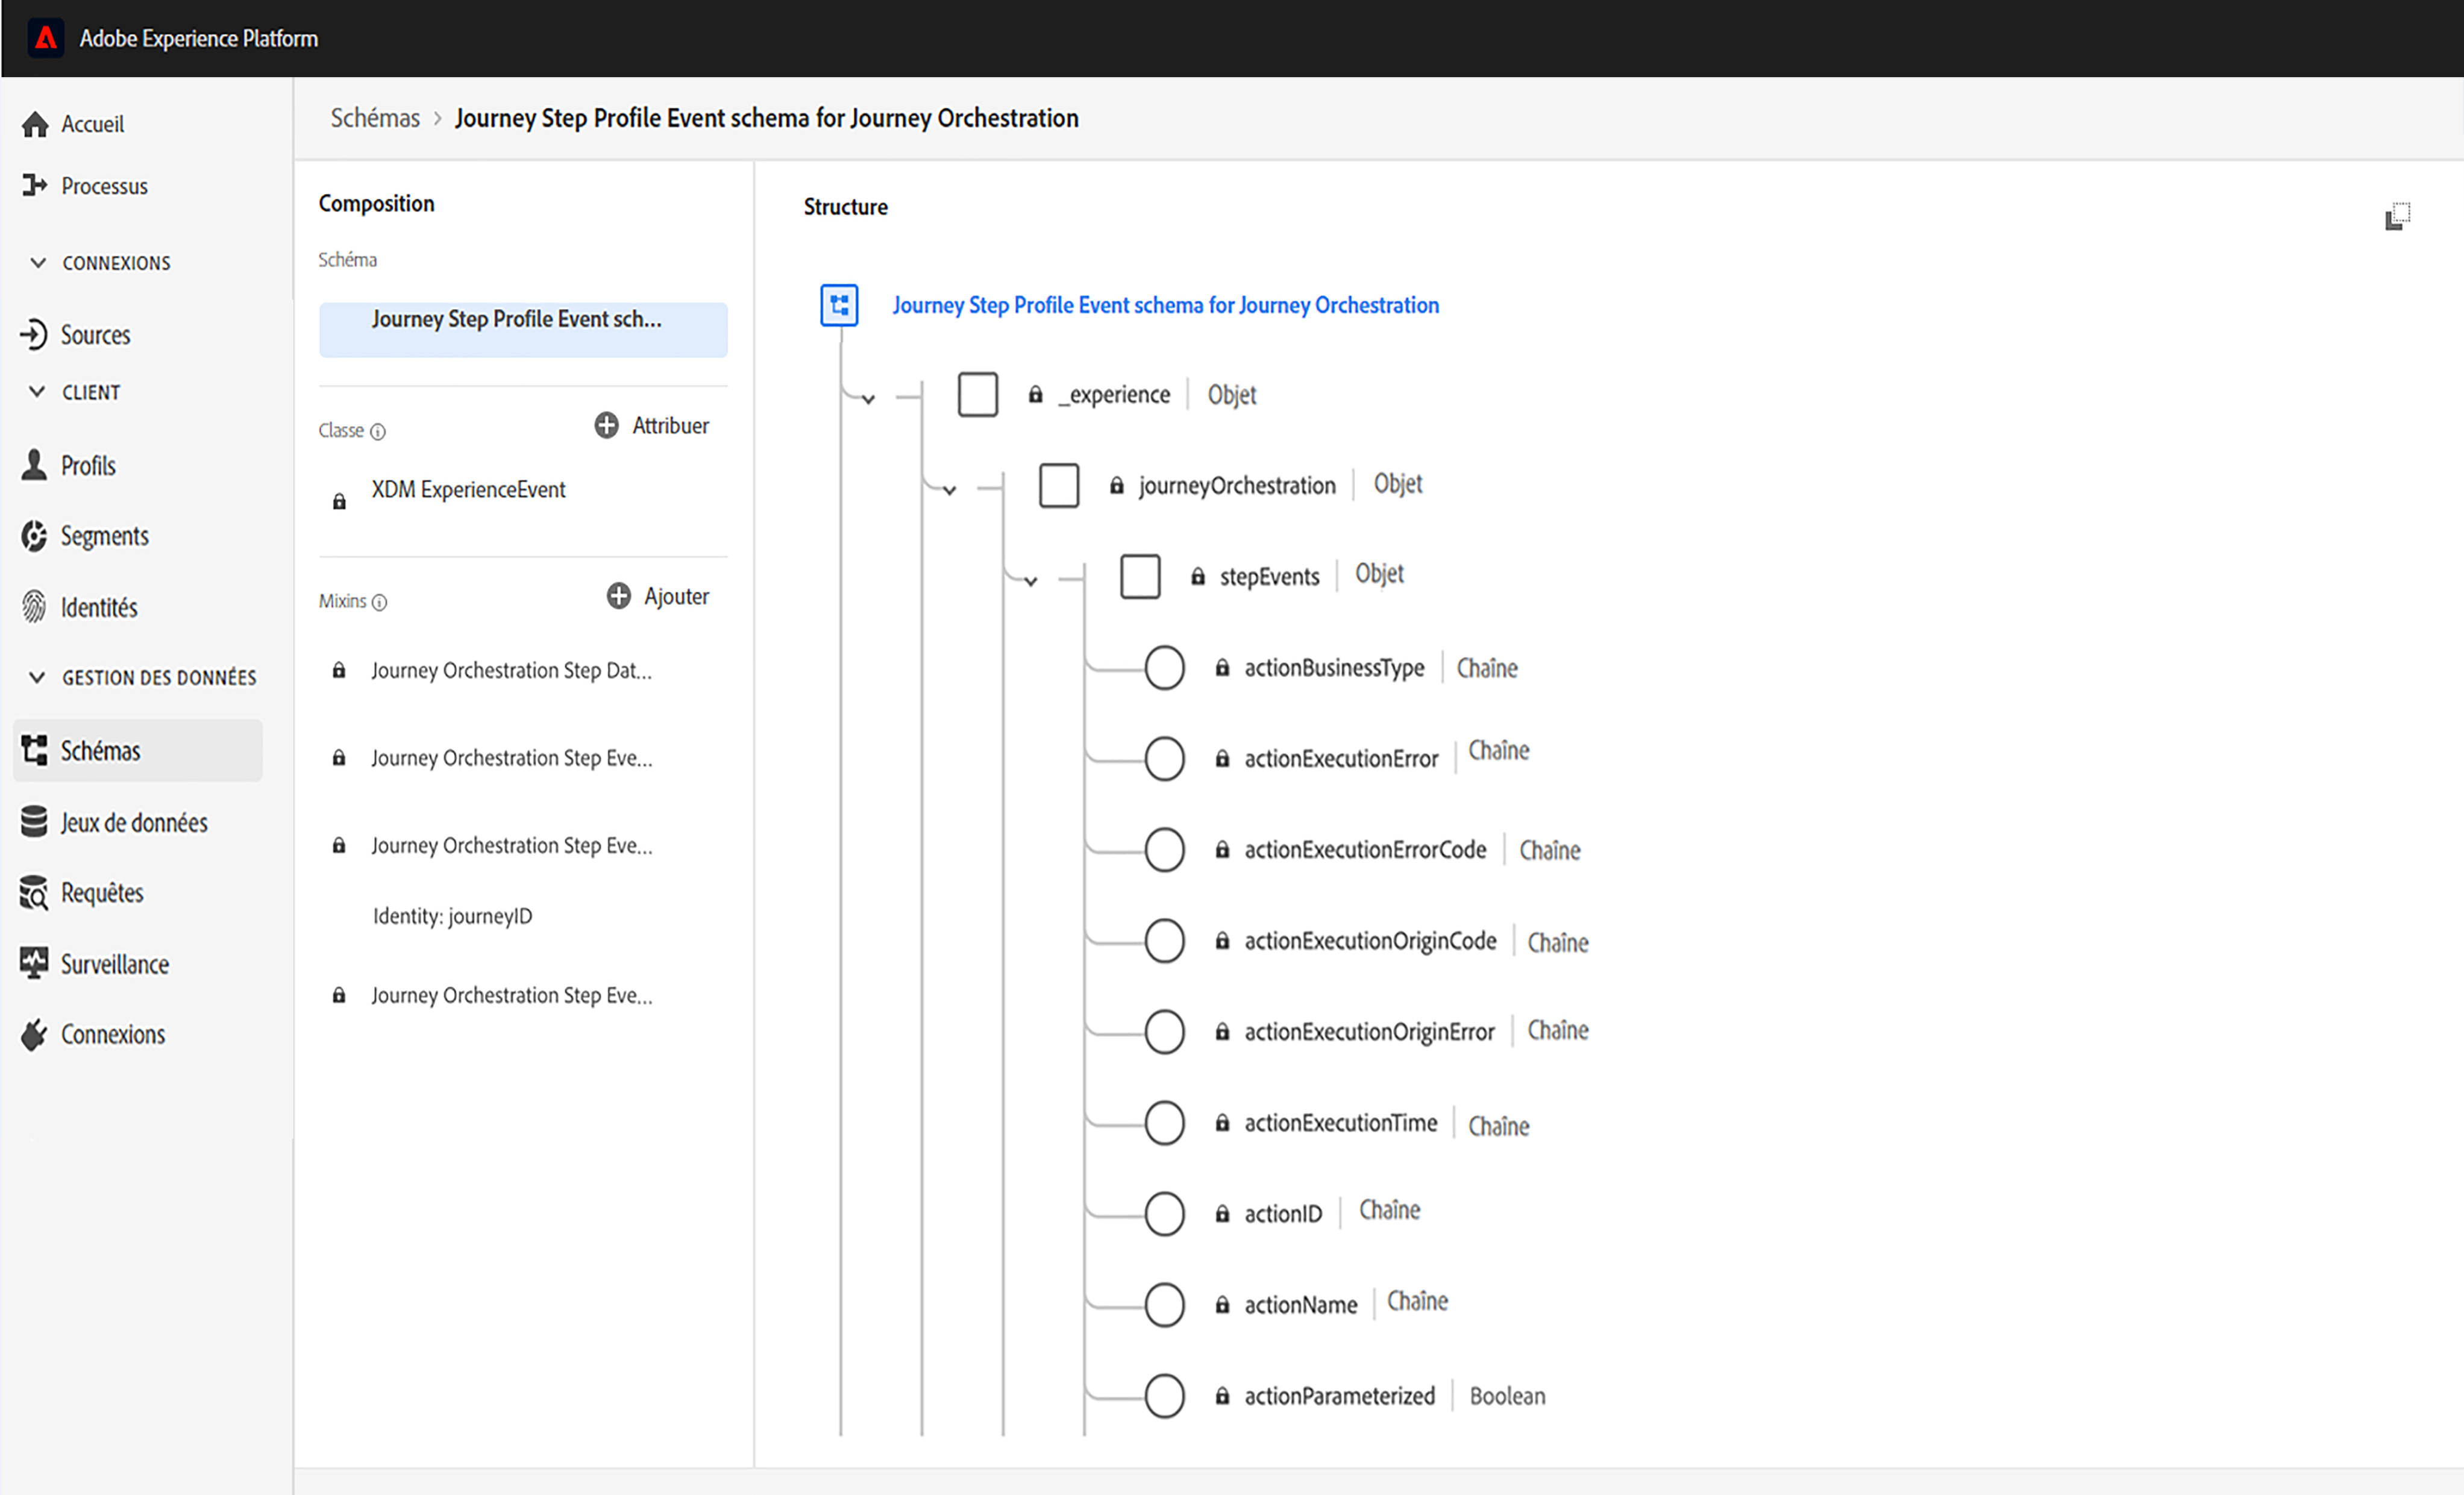 Adobe Experience Platform
Accueil
Processus
CONNEXIONS
Sources
CLIENT
Profils
Segments
Identités
GESTION DES DONNÉES
Schémas
Jeux de données
Requêtes
Surveillance
Connexions
Schémas > Journey Step Profile Event schema for Journey Orchestration
Composition
Schéma
Journey Step Profile Event sch...
Classe
Attribuer
XDM ExperienceEvent
Mixins
Ajouter
Journey Orchestration Step Dat...
Journey Orchestration Step Eve...
Journey Orchestration Step Eve...
Identity: journeyID
Journey Orchestration Step Eve...
Structure
Journey Step Profile Event schema for Journey Orchestration
_experience | Objet
journeyOrchestration | Objet
stepEvents | Objet
actionBusinessType | Chaîne
actionExecutionError | Chaîne
actionExecutionErrorCode | Chaîne
actionExecutionOriginCode | Chaîne
actionExecutionOriginError | Chaîne
actionExecutionTime | Chaîne
actionID | Chaîne
actionName | Chaîne
actionParameterized | Boolean